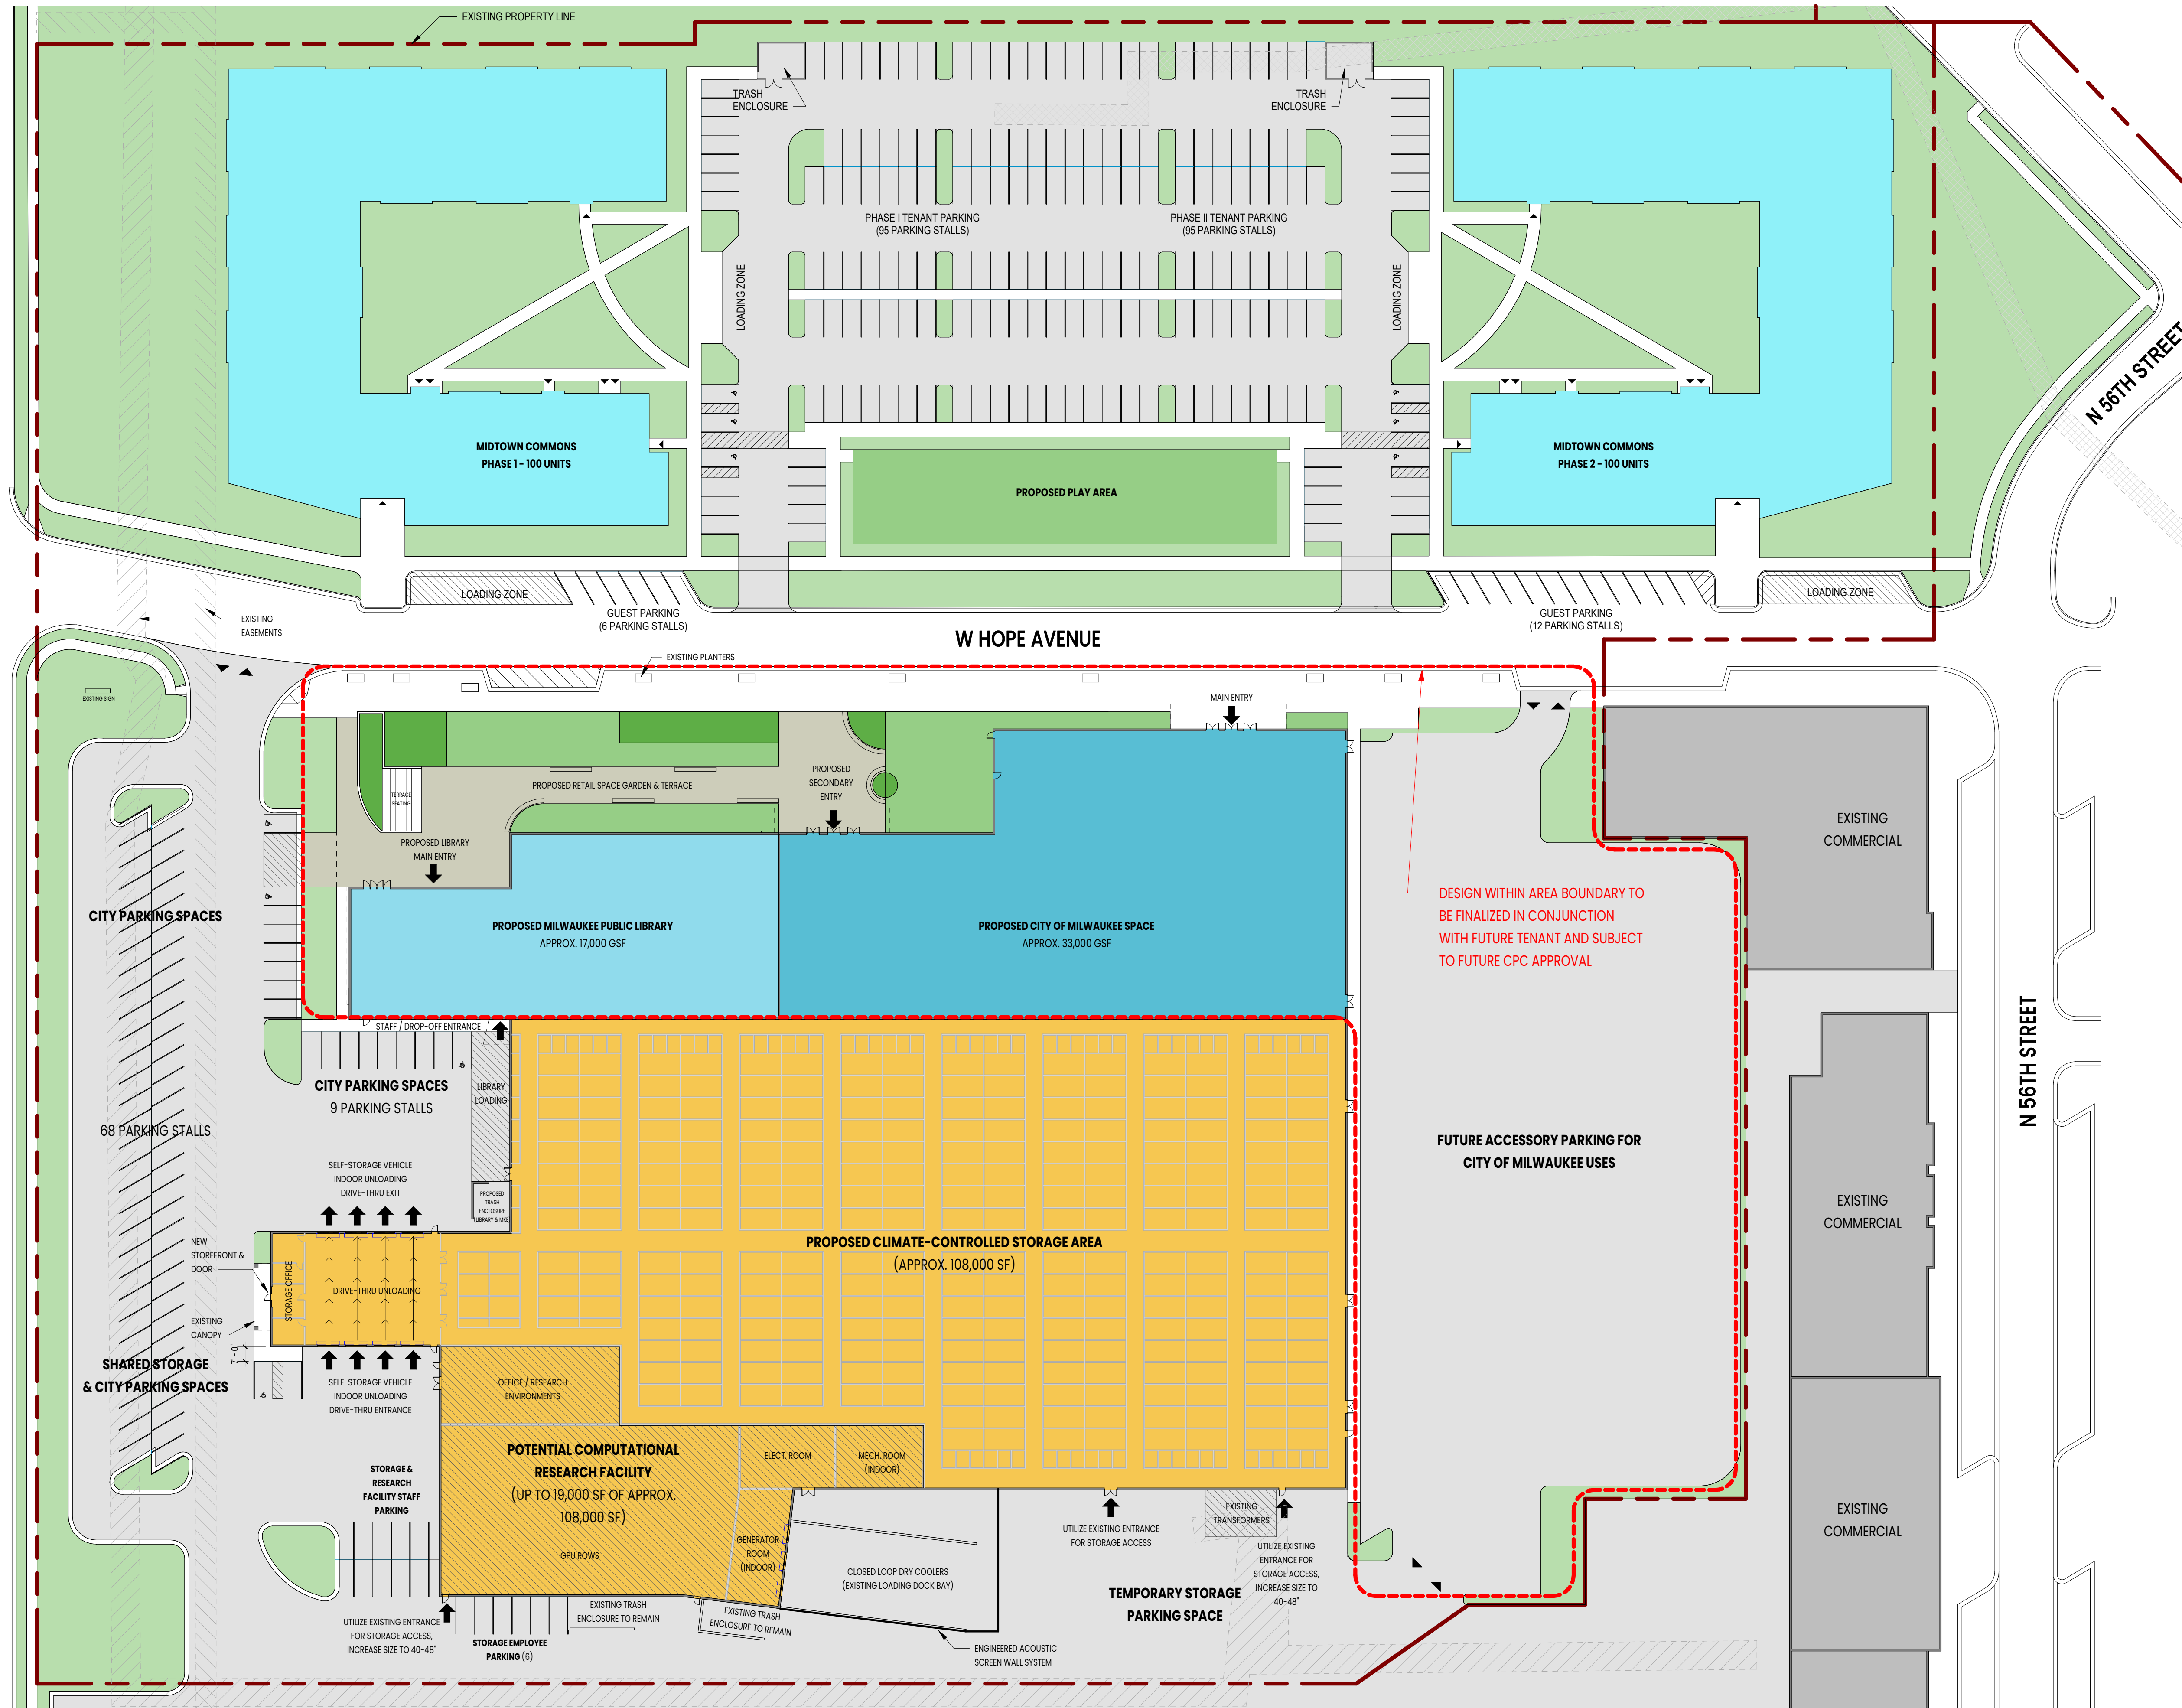 EXISTING PROPERTY LINE
TRASH
ENCLOSURE
TRASH
ENCLOSURE
PHASE I TENANT PARKING
(95 PARKING STALLS)
PHASE II TENANT PARKING
(95 PARKING STALLS)
LOADING ZONE
LOADING ZONE
N 56TH STREET
MIDTOWN COMMONS
PHASE 1 - 100 UNITS
MIDTOWN COMMONS
PHASE 2 - 100 UNITS
PROPOSED PLAY AREA
LOADING ZONE
GUEST PARKING
(6 PARKING STALLS)
GUEST PARKING
(12 PARKING STALLS)
LOADING ZONE
EXISTING
EASEMENTS
W HOPE AVENUE
EXISTING PLANTERS
EXISTING SIGN
MAIN ENTRY
PROPOSED
SECONDARY
ENTRY
PROPOSED RETAIL SPACE GARDEN & TERRACE
TERRACE
SEATING
PROPOSED LIBRARY
MAIN ENTRY
EXISTING
COMMERCIAL
DESIGN WITHIN AREA BOUNDARY TO
BE FINALIZED IN CONJUNCTION
WITH FUTURE TENANT AND SUBJECT
TO FUTURE CPC APPROVAL
CITY PARKING SPACES
PROPOSED MILWAUKEE PUBLIC LIBRARY
APPROX. 17,000 GSF
PROPOSED CITY OF MILWAUKEE SPACE
APPROX. 33,000 GSF
STAFF / DROP-OFF ENTRANCE
CITY PARKING SPACES
9 PARKING STALLS
LIBRARY
LOADING
68 PARKING STALLS
N 56TH STREET
FUTURE ACCESSORY PARKING FOR
CITY OF MILWAUKEE USES
SELF-STORAGE VEHICLE
INDOOR UNLOADING
DRIVE-THRU EXIT
PROPOSED
TRASH
ENCLOSURE
(LIBRARY & MKE)
EXISTING
COMMERCIAL
NEW
STOREFRONT &
DOOR
PROPOSED CLIMATE-CONTROLLED STORAGE AREA
(APPROX. 108,000 SF)
STORAGE OFFICE
DRIVE-THRU UNLOADING
EXISTING
CANOPY
7' - 0"
SHARED STORAGE
& CITY PARKING SPACES
SELF-STORAGE VEHICLE
INDOOR UNLOADING
DRIVE-THRU ENTRANCE
OFFICE / RESEARCH
ENVIRONMENTS
POTENTIAL COMPUTATIONAL
RESEARCH FACILITY
(UP TO 19,000 SF OF APPROX.
108,000 SF)
ELECT. ROOM
MECH. ROOM
(INDOOR)
STORAGE &
RESEARCH
FACILITY STAFF
PARKING
GPU ROWS
GENERATOR
ROOM
(INDOOR)
CLOSED LOOP DRY COOLERS
(EXISTING LOADING DOCK BAY)
UTILIZE EXISTING ENTRANCE
FOR STORAGE ACCESS
EXISTING
TRANSFORMERS
UTILIZE EXISTING
ENTRANCE FOR
STORAGE ACCESS,
INCREASE SIZE TO
40-48"
EXISTING
COMMERCIAL
TEMPORARY STORAGE
PARKING SPACE
UTILIZE EXISTING ENTRANCE
FOR STORAGE ACCESS,
INCREASE SIZE TO 40-48"
STORAGE EMPLOYEE
PARKING (6)
EXISTING TRASH
ENCLOSURE TO REMAIN
EXISTING TRASH
ENCLOSURE TO REMAIN
ENGINEERED ACOUSTIC
SCREEN WALL SYSTEM